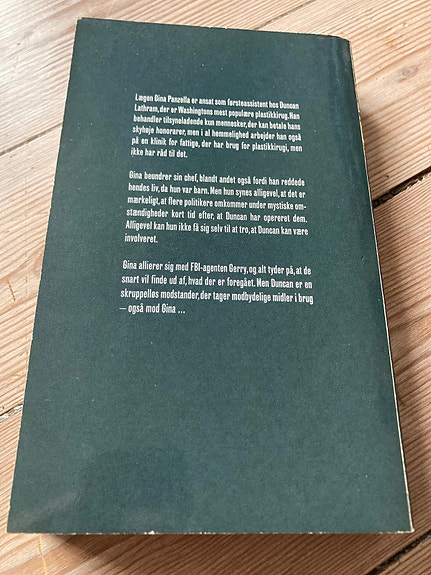 Lægen Gina Panzella er ansat som førsteassistent hos Duncan
Lathram, der er Washingtons mest populære plastikkirug. Han
behandler tilsyneladende kun mennesker, der kan betale hans
skyhøje honorarer, men i al hemmelighed arbejder han også
på en klinik for fattige, der har brug for plastikkirugi, men
ikke har råd til det.
Gina beundrer sin chef, blandt andet også fordi han reddede
hendes liv, da hun var barn. Men hun synes alligevel, at det er
mærkeligt, at flere politikere omkommer under mystiske om-
stændigheder kort tid efter, at Duncan har opereret dem.
Alligevel kan hun ikke få sig selv til at tro, at Duncan kan være
involveret.
Gina allierer sig med FBI-agenten Gerry, og alt tyder på, at de
snart vil finde ud af, hvad der er foregået. Men Duncan er en
skruppelløs modstander, der tager modbydelige midler i brug
– også mod Gina ...